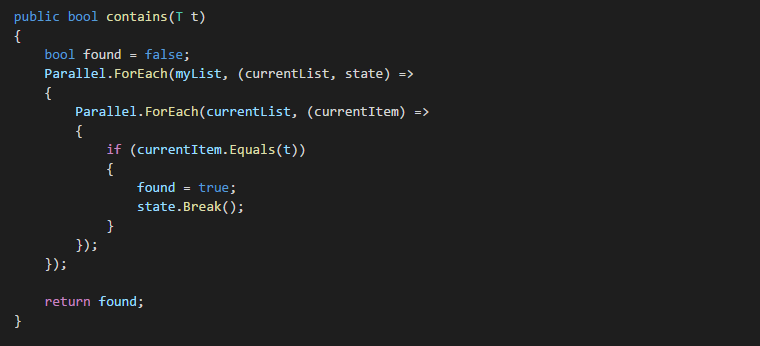 public bool contains(T t)
{
    bool found = false;
    Parallel.ForEach(myList, (currentList, state) =>
    {
        Parallel.ForEach(currentList, (currentItem) =>
        {
            if (currentItem.Equals(t))
            {
                found = true;
                state.Break();
            }
        });
    });

    return found;
}